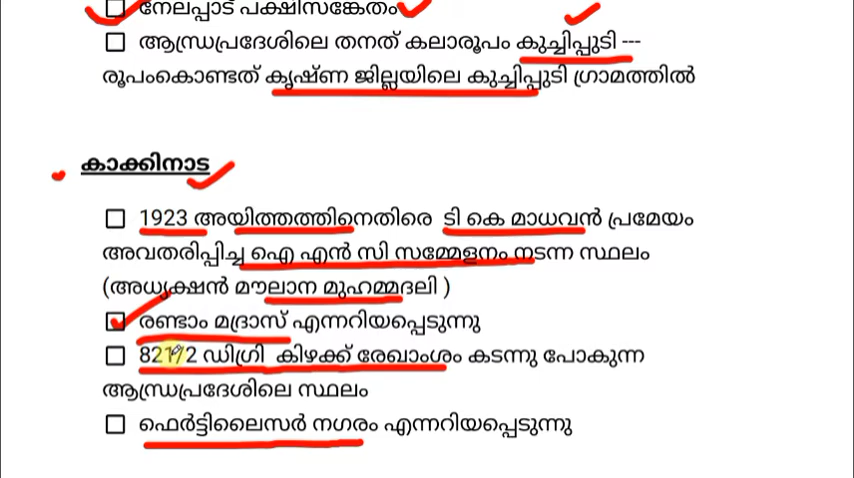 ☐ നേലപ്പാട് പക്ഷിസങ്കേതം
☐ ആന്ധ്രപ്രദേശിലെ തനത് കലാരൂപം കുച്ചിപ്പുടി ---
രൂപംകൊണ്ടത് കൃഷ്ണ ജില്ലയിലെ കുച്ചിപ്പുടി ഗ്രാമത്തിൽ
കാക്കിനാട
☐ 1923 അയിത്തത്തിനെതിരെ ടി കെ മാധവൻ പ്രമേയം
അവതരിപ്പിച്ച ഐ എൻ സി സമ്മേളനം നടന്ന സ്ഥലം
(അധ്യക്ഷൻ മൗലാന മുഹമ്മദലി )
☐ രണ്ടാം മദ്രാസ് എന്നറിയപ്പെടുന്നു
☐ 821/2 ഡിഗ്രി കിഴക്ക് രേഖാംശം കടന്നു പോകുന്ന
ആന്ധ്രപ്രദേശിലെ സ്ഥലം
☐ ഫെർട്ടിലൈസർ നഗരം എന്നറിയപ്പെടുന്നു